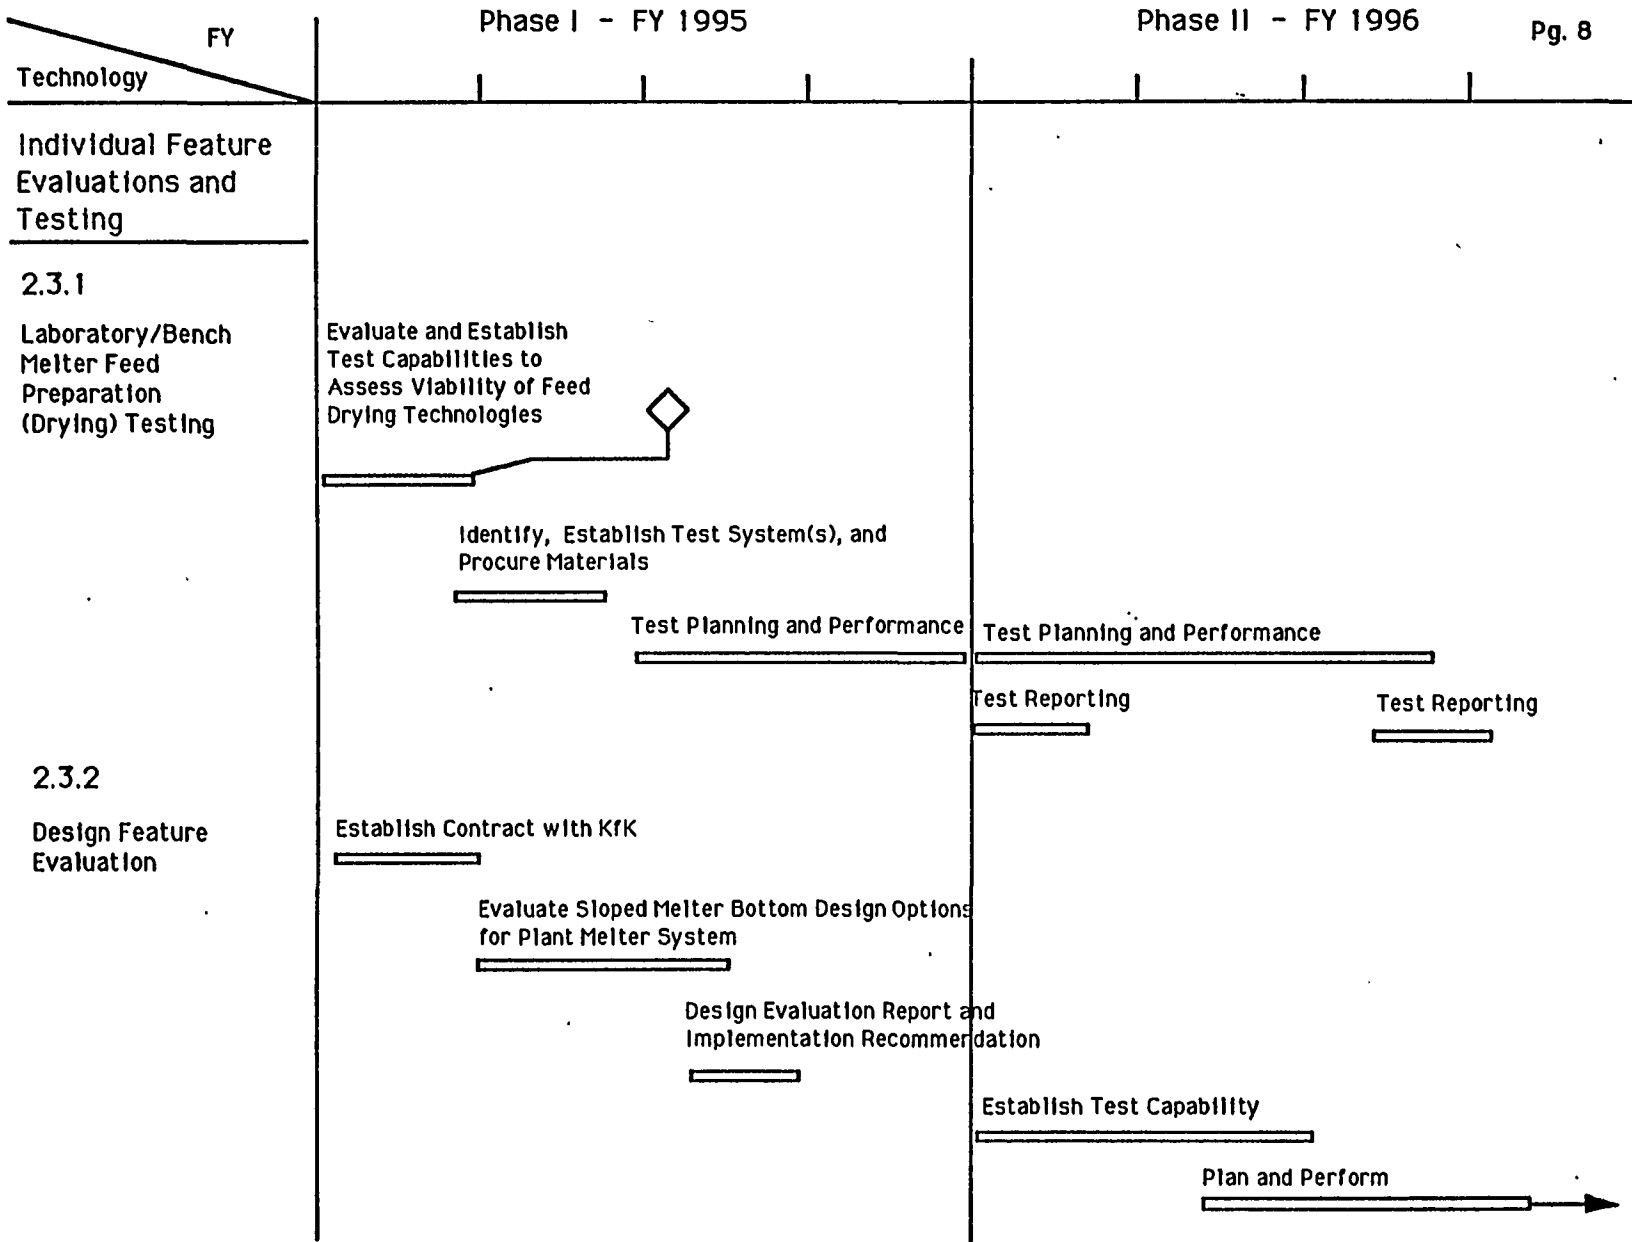 Phase I - FY 1995
Phase II - FY 1996
Pg. 8
FY
Technology
Individual Feature
Evaluations and
Testing
2.3.1
Laboratory/Bench
Melter Feed
Preparation
(Drying) Testing
Evaluate and Establish
Test Capabilities to
Assess Viability of Feed
Drying Technologies
Identify, Establish Test System(s), and
Procure Materials
Test Planning and Performance
Test Planning and Performance
Test Reporting
Test Reporting
2.3.2
Design Feature
Evaluation
Establish Contract with KfK
Evaluate Sloped Melter Bottom Design Options
for Plant Melter System
Design Evaluation Report and
Implementation Recommendation
Establish Test Capability
Plan and Perform